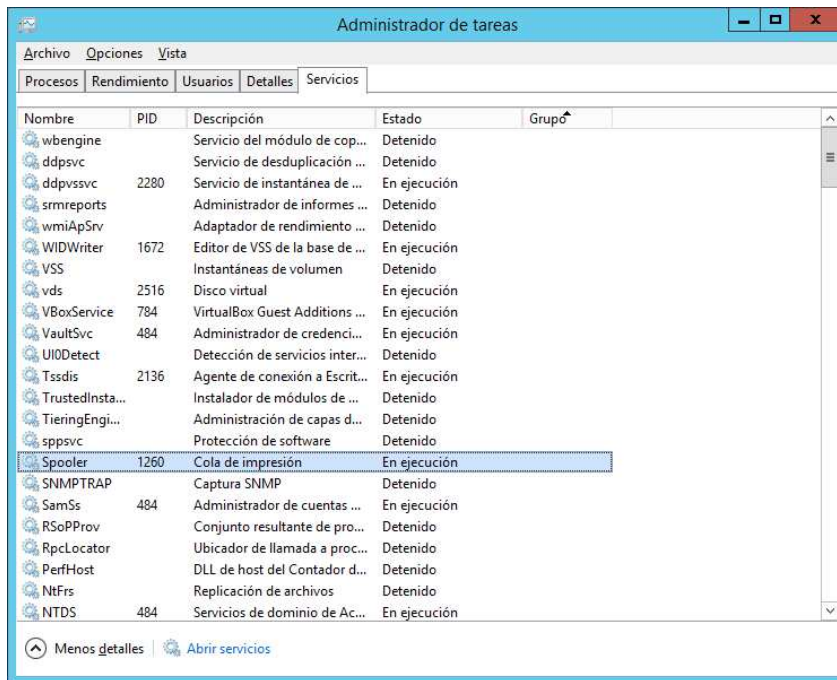 Administrador de tareas
Archivo Opciones Vista
Procesos Rendimiento Usuarios Detalles Servicios
Nombre PID Descripción Estado Grupo
wbengine Servicio del módulo de cop... Detenido
ddpsvc Servicio de desduplicación ... Detenido
ddpvssvc 2280 Servicio de instantánea de ... En ejecución
srmreports Administrador de informes ... Detenido
wmiApSrv Adaptador de rendimiento ... Detenido
WIDWriter 1672 Editor de VSS de la base de ... En ejecución
VSS Instantáneas de volumen Detenido
vds 2516 Disco virtual En ejecución
VBoxService 784 VirtualBox Guest Additions ... En ejecución
VaultSvc 484 Administrador de credenci... En ejecución
UI0Detect Detección de servicios inter... Detenido
Tssdis 2136 Agente de conexión a Escrit... En ejecución
TrustedInsta... Instalador de módulos de ... Detenido
TieringEngi... Administración de capas d... Detenido
sppsvc Protección de software Detenido
Spooler 1260 Cola de impresión En ejecución
SNMPTRAP Captura SNMP Detenido
SamSs 484 Administrador de cuentas ... En ejecución
RSoPProv Conjunto resultante de pro... Detenido
RpcLocator Ubicador de llamada a proc... Detenido
PerfHost DLL de host del Contador d... Detenido
NtFrs Replicación de archivos Detenido
NTDS 484 Servicios de dominio de Ac... En ejecución
Menos detalles Abrir servicios